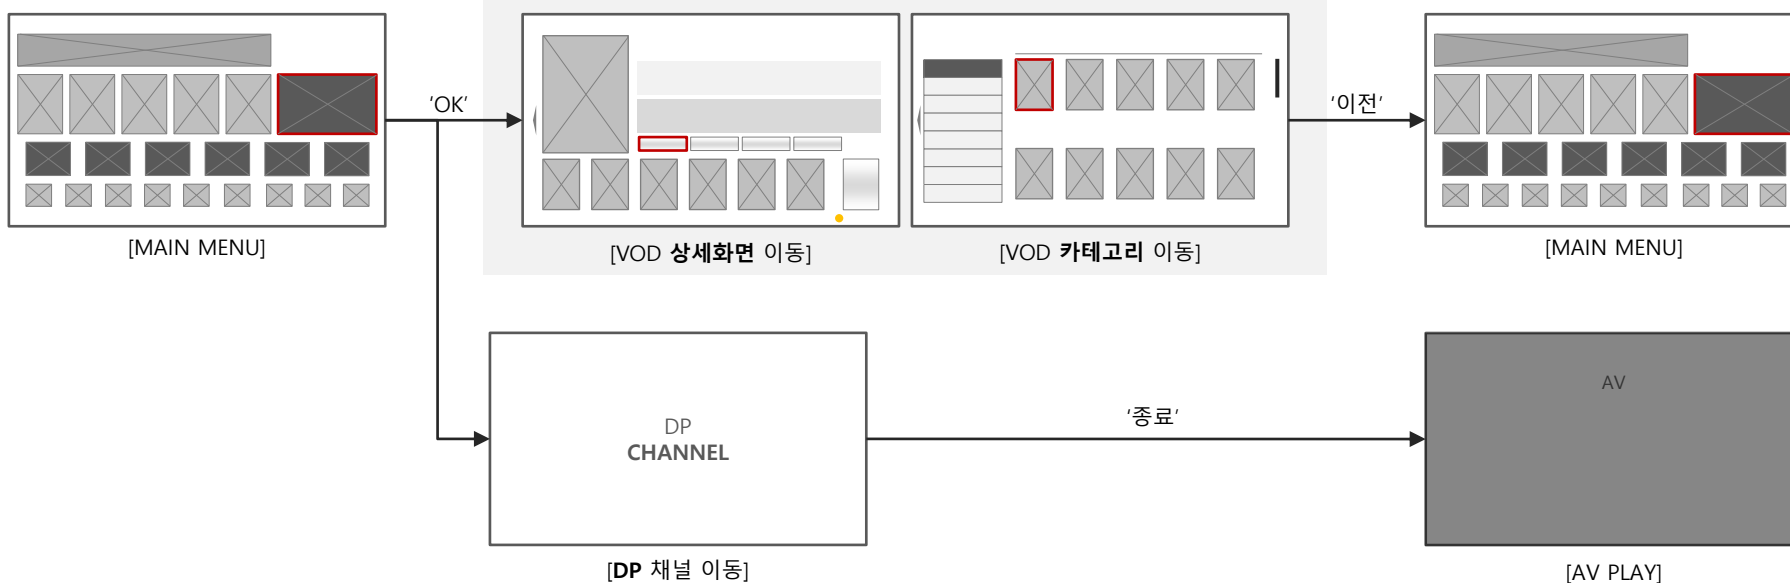 'OK'
'이전'
[MAIN MENU]
[VOD 상세화면 이동]
[VOD 카테고리 이동]
[MAIN MENU]
DP
CHANNEL
'종료'
AV
[DP 채널 이동]
[AV PLAY]